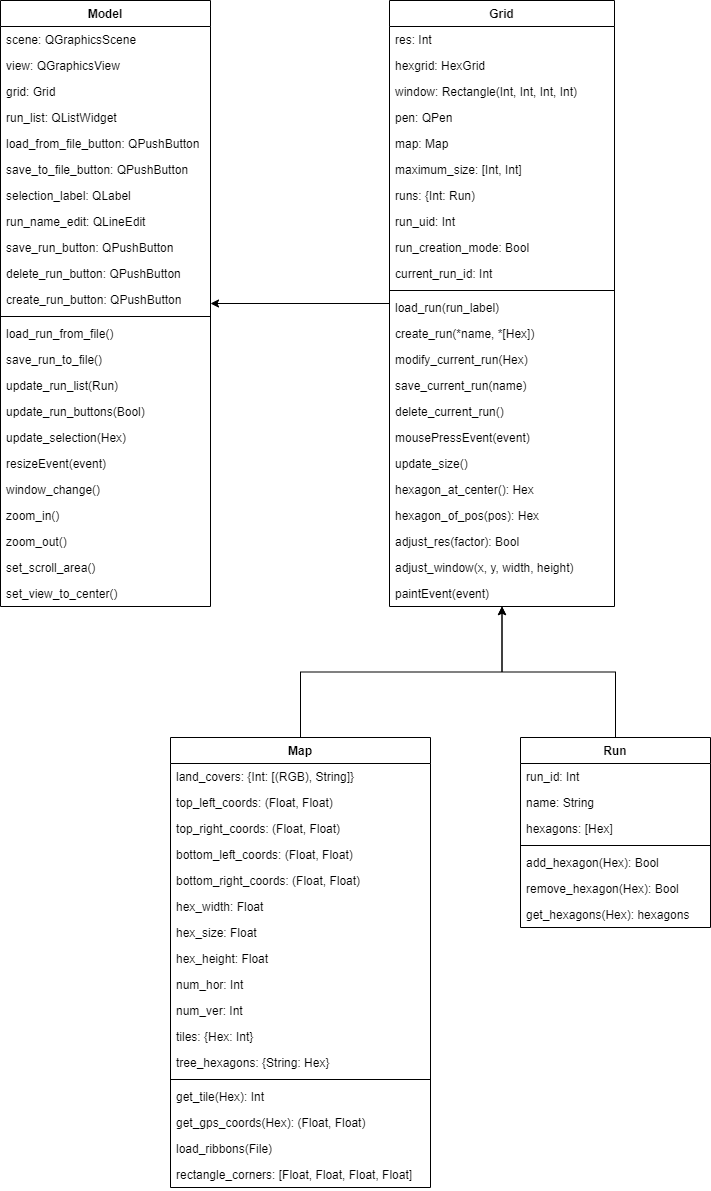 Model
scene: QGraphicsScene
view: QGraphicsView
grid: Grid
run_list: QListWidget
load_from_file_button: QPushButton
save_to_file_button: QPushButton
selection_label: QLabel
run_name_edit: QLineEdit
save_run_button: QPushButton
delete_run_button: QPushButton
create_run_button: QPushButton
load_run_from_file()
save_run_to_file()
update_run_list(Run)
update_run_buttons(Bool)
update_selection(Hex)
resizeEvent(event)
window_change()
zoom_in()
zoom_out()
set_scroll_area()
set_view_to_center()
Grid
res: Int
hexgrid: HexGrid
window: Rectangle(Int, Int, Int, Int)
pen: QPen
map: Map
maximum_size: [Int, Int]
runs: {Int: Run)
run_uid: Int
run_creation_mode: Bool
current_run_id: Int
load_run(run_label)
create_run(*name, *[Hex])
modify_current_run(Hex)
save_current_run(name)
delete_current_run()
mousePressEvent(event)
update_size()
hexagon_at_center(): Hex
hexagon_of_pos(pos): Hex
adjust_res(factor): Bool
adjust_window(x, y, width, height)
paintEvent(event)
Map
land_covers: {Int: [(RGB), String]}
top_left_coords: (Float, Float)
top_right_coords: (Float, Float)
bottom_left_coords: (Float, Float)
bottom_right_coords: (Float, Float)
hex_width: Float
hex_size: Float
hex_height: Float
num_hor: Int
num_ver: Int
tiles: {Hex: Int}
tree_hexagons: {String: Hex}
get_tile(Hex): Int
get_gps_coords(Hex): (Float, Float)
load_ribbons(File)
rectangle_corners: [Float, Float, Float, Float]
Run
run_id: Int
name: String
hexagons: [Hex]
add_hexagon(Hex): Bool
remove_hexagon(Hex): Bool
get_hexagons(Hex): hexagons